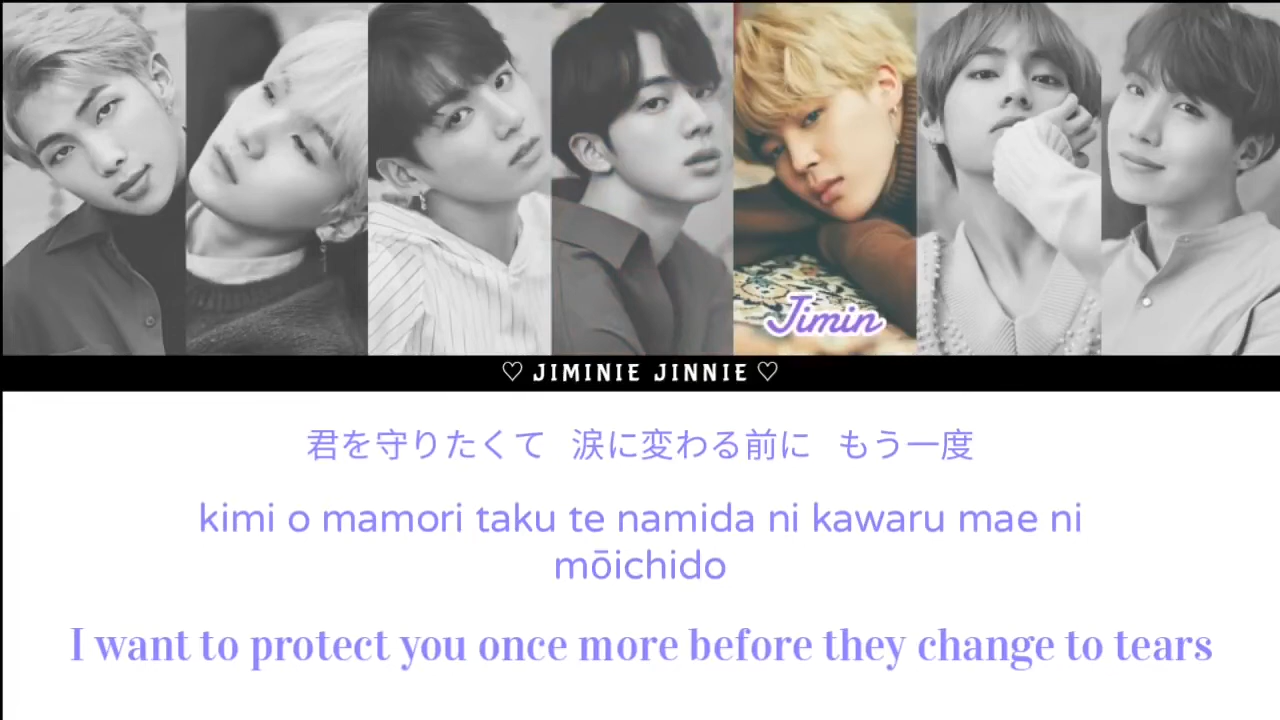 Jimin
♡ JIMINIE JINNIE ♡
君を守りたくて 涙に変わる前に もう一度
kimi o mamori taku te namida ni kawaru mae ni
mōichido
I want to protect you once more before they change to tears